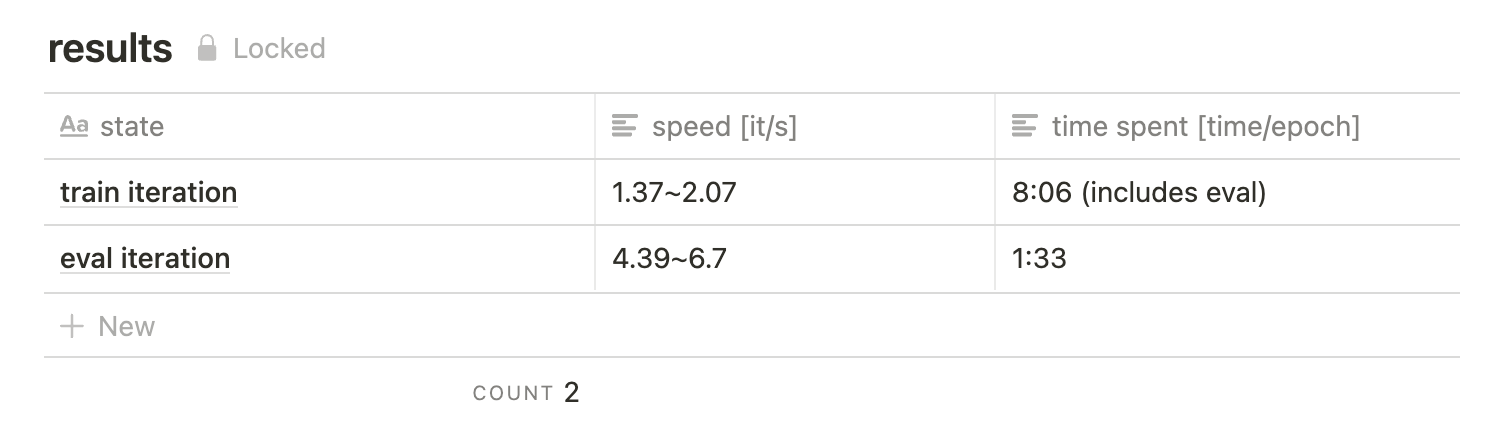 results Locked
Aa state speed [it/s] time spent [time/epoch]
train iteration 1.37~2.07 8:06 (includes eval)
eval iteration 4.39~6.7 1:33
+ New
COUNT 2